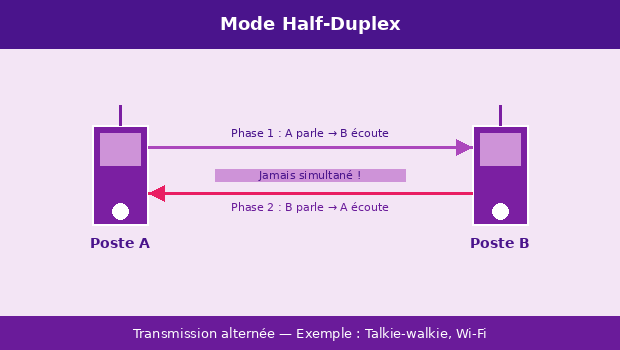 Mode Half-Duplex
Phase 1 : A parle → B écoute
Jamais simultané !
Phase 2 : B parle → A écoute
Poste A
Poste B
Transmission alternée — Exemple : Talkie-walkie, Wi-Fi